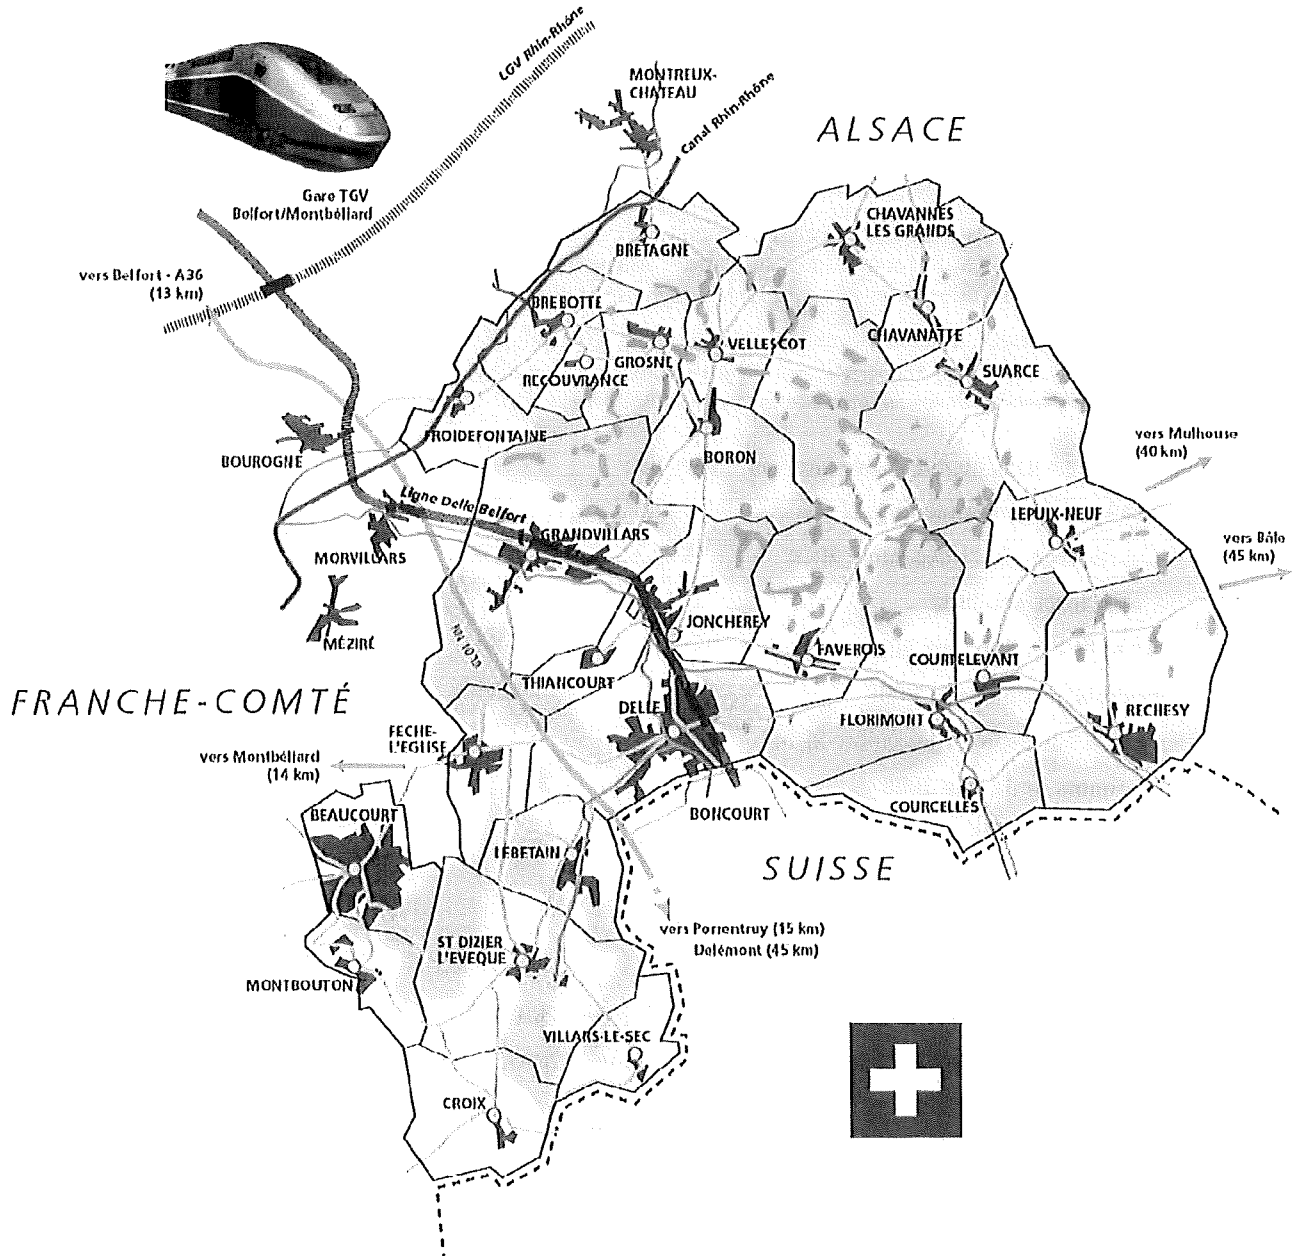 LGV Rhin-Rhône
MONTREUX-
CHATEAU
Canal Rhin-Rhône
ALSACE
Gare TGV
Belfort/Montbéliard
CHAVANNES
LES GRANDS
BRETAGNE
vers Belfort - A36
(13 km)
BREBOTTE
CHAVANATTE
GROSNE
VELLESCOT
RECOUVRANCE
SUARCE
FROIDEFONTAINE
BOUROGNE
BORON
vers Mulhouse
(40 km)
Ligne Delle Belfort
LEPUIX-NEUF
GRANDVILLARS
vers Bâle
(45 km)
MORVILLARS
JONCHEREY
MÉZIRÉ
FAVEROIS
COURTELEVANT
THIANCOURT
FRANCHE-COMTÉ
DELLE
FLORIMONT
RECHESY
FECHE-
L'EGLISE
vers Montbéliard
(14 km)
BEAUCOURT
BONCOURT
COURCELLES
LEBETAIN
SUISSE
vers Porrentruy (15 km)
Delémont (45 km)
ST DIZIER
L'EVEQUE
MONTBOUTON
VILLARS-LE-SEC
CROIX